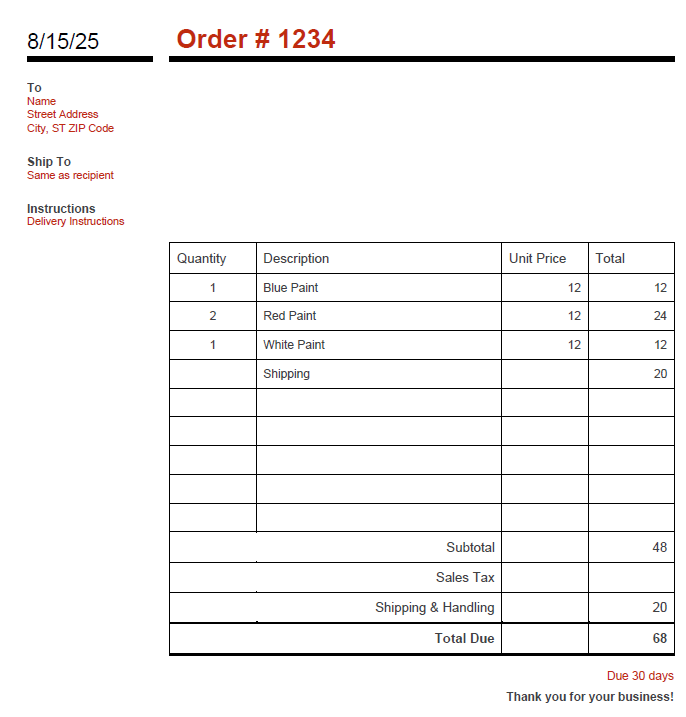 8/15/25
Order # 1234
To
Name
Street Address
City, ST ZIP Code
Ship To
Same as recipient
Instructions
Delivery Instructions
Quantity Description Unit Price Total
1 Blue Paint 12 12
2 Red Paint 12 24
1 White Paint 12 12
Shipping 20
Subtotal 48
Sales Tax
Shipping & Handling 20
Total Due 68
Due 30 days
Thank you for your business!